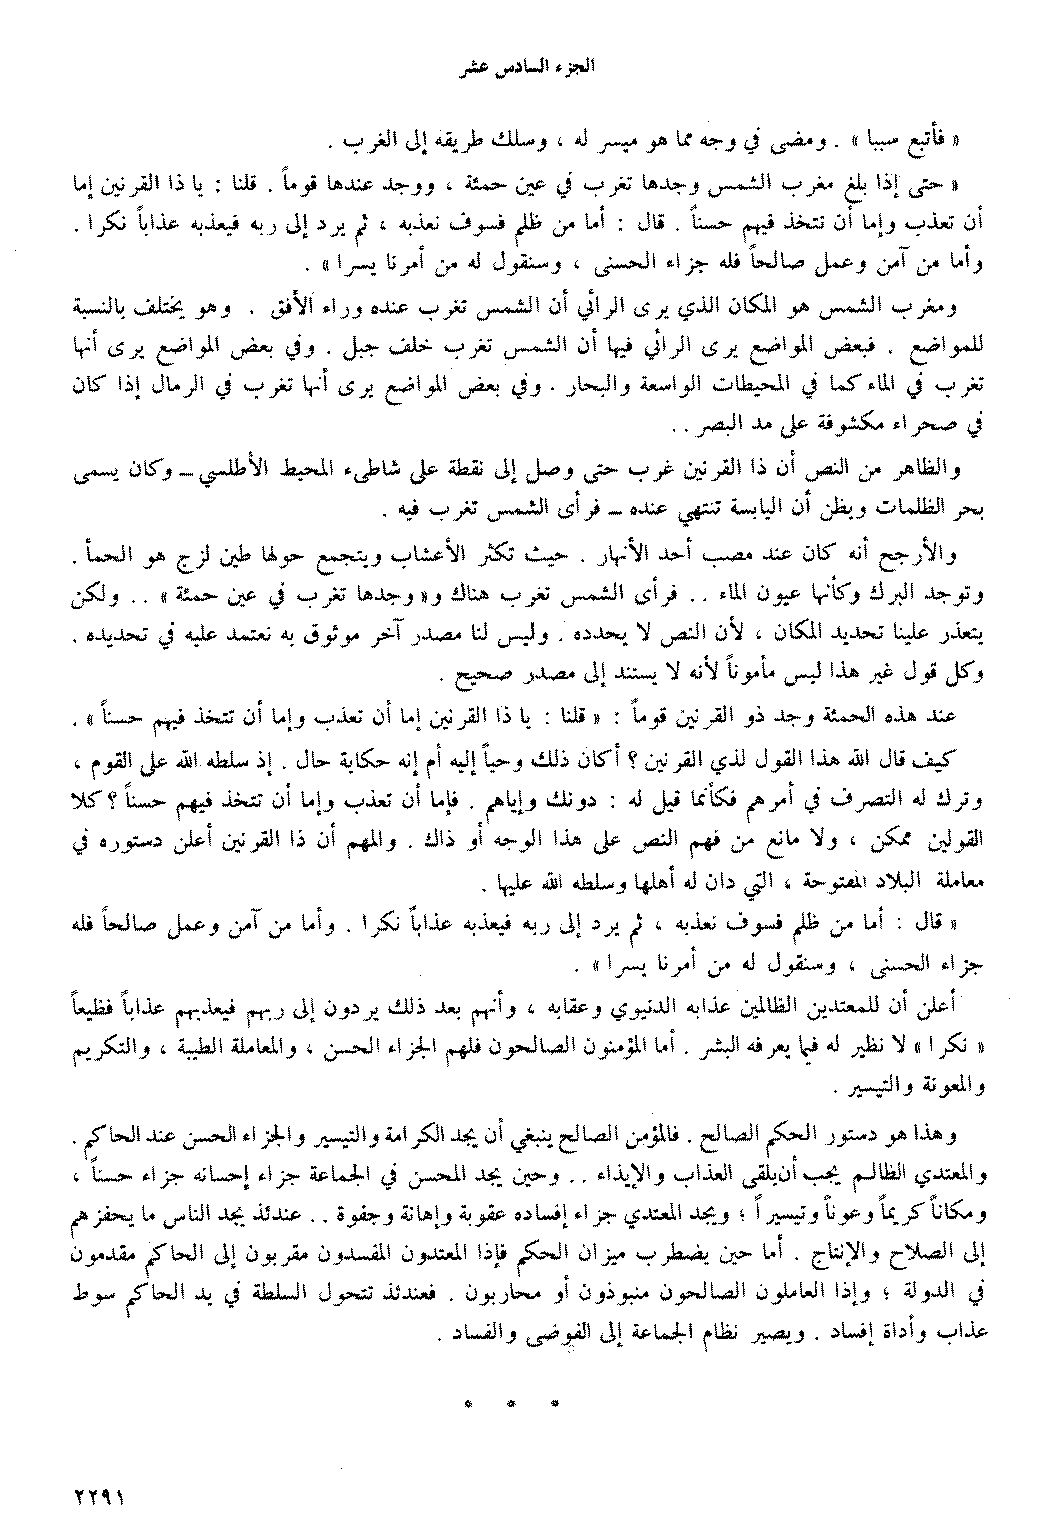 الجزء السادس عشر
« فأتبع سببا » . ومضى في وجه مما هو ميسر له ، وسلك طريقه إلى الغرب .
« حتى إذا بلغ مغرب الشمس وجدها تغرب في عين حمئة ، ووجد عندها قوماً . قلنا : يا ذا القرنين إما
أن تعذب وإما أن تتخذ فيهم حسناً . قال : أما من ظلم فسوف نعذبه ، ثم يرد إلى ربه فيعذبه عذاباً نكرا .
وأما من آمن وعمل صالحاً فله جزاء الحسنى ، وسنقول له من أمرنا يسرا » .
ومغرب الشمس هو المكان الذي يرى الرائي أن الشمس تغرب عنده وراء الأفق . وهو يختلف بالنسبة
للمواضع . فبعض المواضع يرى الرائي فيها أن الشمس تغرب خلف جبل . وفي بعض المواضع يرى أنها
تغرب في الماء كما في المحيطات الواسعة والبحار . وفي بعض المواضع يرى أنها تغرب في الرمال إذا كان
في صحراء مكشوفة على مد البصر . .
والظاهر من النص أن ذا القرنين غرب حتى وصل إلى نقطة على شاطىء المحيط الأطلسي – وكان يسمى
بحر الظلمات ويظن أن اليابسة تنتهي عنده – فرأى الشمس تغرب فيه .
والأرجح أنه كان عند مصب أحد الأنهار . حيث تكثر الأعشاب ويتجمع حولها طين لزج هو الحمأ .
وتوجد البرك وكأنها عيون الماء . . فرأى الشمس تغرب هناك و« وجدها تغرب في عين حمئة » . . ولكن
يتعذر علينا تحديد المكان ، لأن النص لا يحدده . وليس لنا مصدر آخر موثوق به نعتمد عليه في تحديده .
وكل قول غير هذا ليس مأموناً لأنه لا يستند إلى مصدر صحيح .
عند هذه الحمئة وجد ذو القرنين قوماً : « قلنا : يا ذا القرنين إما أن تعذب وإما أن تتخذ فيهم حسناً » .
كيف قال الله هذا القول لذي القرنين ؟ أكان ذلك وحياً إليه أم إنه حكاية حال . إذ سلطه الله على القوم ،
وترك له التصرف في أمرهم فكأنما قيل له : دونك وإياهم . فإما أن تعذب وإما أن تتخذ فيهم حسناً ؟ كلا
القولين ممكن ، ولا مانع من فهم النص على هذا الوجه أو ذاك . والمهم أن ذا القرنين أعلن دستوره في
معاملة البلاد المفتوحة ، التي دان له أهلها وسلطه الله عليها .
« قال : أما من ظلم فسوف نعذبه ، ثم يرد إلى ربه فيعذبه عذاباً نكرا . وأما من آمن وعمل صالحاً فله
جزاء الحسنى ، وسنقول له من أمرنا يسرا » .
أعلن أن للمعتدين الظالمين عذابه الدنيوي وعقابه ، وأنهم بعد ذلك يردون إلى ربهم فيعذبهم عذاباً فظيعاً
« نكرا » لا نظير له فيما يعرفه البشر . أما المؤمنون الصالحون فلهم الجزاء الحسن ، والمعاملة الطيبة ، والتكريم
والمعونة والتيسير .
وهذا هو دستور الحكم الصالح . فالمؤمن الصالح ينبغي أن يجد الكرامة والتيسير والجزاء الحسن عند الحاكم .
والمعتدي الظالم يجب أن يلقى العذاب والإيذاء . . وحين يجد المحسن في الجماعة جزاء إحسانه جزاء حسناً ،
ومكاناً كريماً وعوناً وتيسيراً ؛ ويجد المعتدي جزاء إفساده عقوبة وإهانة وجفوة . . عندئذ يجد الناس ما يحفزهم
إلى الصلاح والإنتاج . أما حين يضطرب ميزان الحكم فإذا المعتدون المفسدون مقربون إلى الحاكم مقدمون
في الدولة ؛ وإذا العاملون الصالحون منبوذون أو محاربون . فعندئذ تتحول السلطة في يد الحاكم سوط
عذاب وأداة إفساد . ويصير نظام الجماعة إلى الفوضى والفساد .
* * *
٢٢٩١